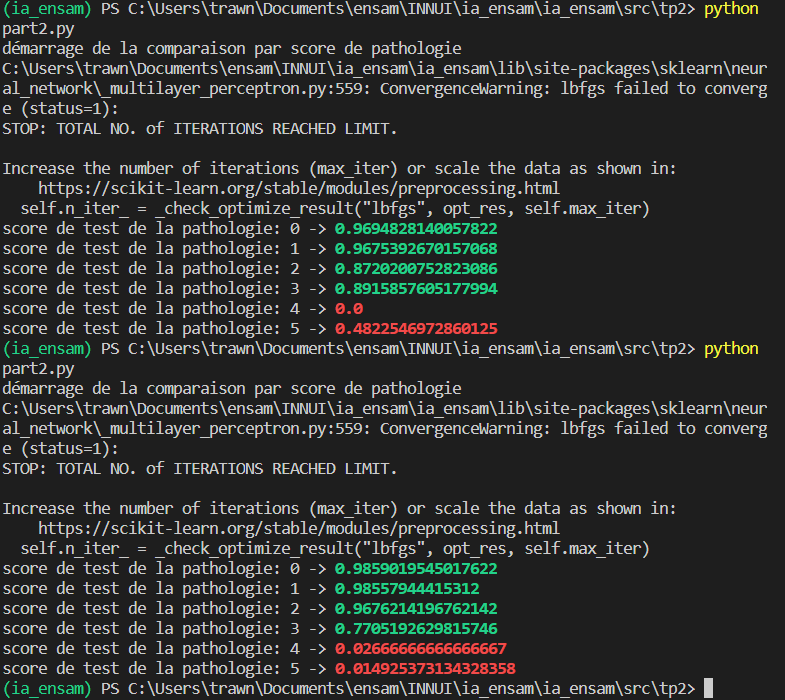 (ia_ensam) PS C:\Users\trawn\Documents\ensam\INNUI\ia_ensam\ia_ensam\src\tp2> python
part2.py
démarrage de la comparaison par score de pathologie
C:\Users\trawn\Documents\ensam\INNUI\ia_ensam\ia_ensam\lib\site-packages\sklearn\neur
al_network\_multilayer_perceptron.py:559: ConvergenceWarning: lbfgs failed to converg
e (status=1):
STOP: TOTAL NO. of ITERATIONS REACHED LIMIT.

Increase the number of iterations (max_iter) or scale the data as shown in:
    https://scikit-learn.org/stable/modules/preprocessing.html
  self.n_iter_ = _check_optimize_result("lbfgs", opt_res, self.max_iter)
score de test de la pathologie: 0 -> 0.9694828140057822
score de test de la pathologie: 1 -> 0.9675392670157068
score de test de la pathologie: 2 -> 0.8720200752823086
score de test de la pathologie: 3 -> 0.8915857605177994
score de test de la pathologie: 4 -> 0.0
score de test de la pathologie: 5 -> 0.4822546972860125
(ia_ensam) PS C:\Users\trawn\Documents\ensam\INNUI\ia_ensam\ia_ensam\src\tp2> python
part2.py
démarrage de la comparaison par score de pathologie
C:\Users\trawn\Documents\ensam\INNUI\ia_ensam\ia_ensam\lib\site-packages\sklearn\neur
al_network\_multilayer_perceptron.py:559: ConvergenceWarning: lbfgs failed to converg
e (status=1):
STOP: TOTAL NO. of ITERATIONS REACHED LIMIT.

Increase the number of iterations (max_iter) or scale the data as shown in:
    https://scikit-learn.org/stable/modules/preprocessing.html
  self.n_iter_ = _check_optimize_result("lbfgs", opt_res, self.max_iter)
score de test de la pathologie: 0 -> 0.9859019545017622
score de test de la pathologie: 1 -> 0.98557944415312
score de test de la pathologie: 2 -> 0.9676214196762142
score de test de la pathologie: 3 -> 0.7705192629815746
score de test de la pathologie: 4 -> 0.02666666666666667
score de test de la pathologie: 5 -> 0.014925373134328358
(ia_ensam) PS C:\Users\trawn\Documents\ensam\INNUI\ia_ensam\ia_ensam\src\tp2>